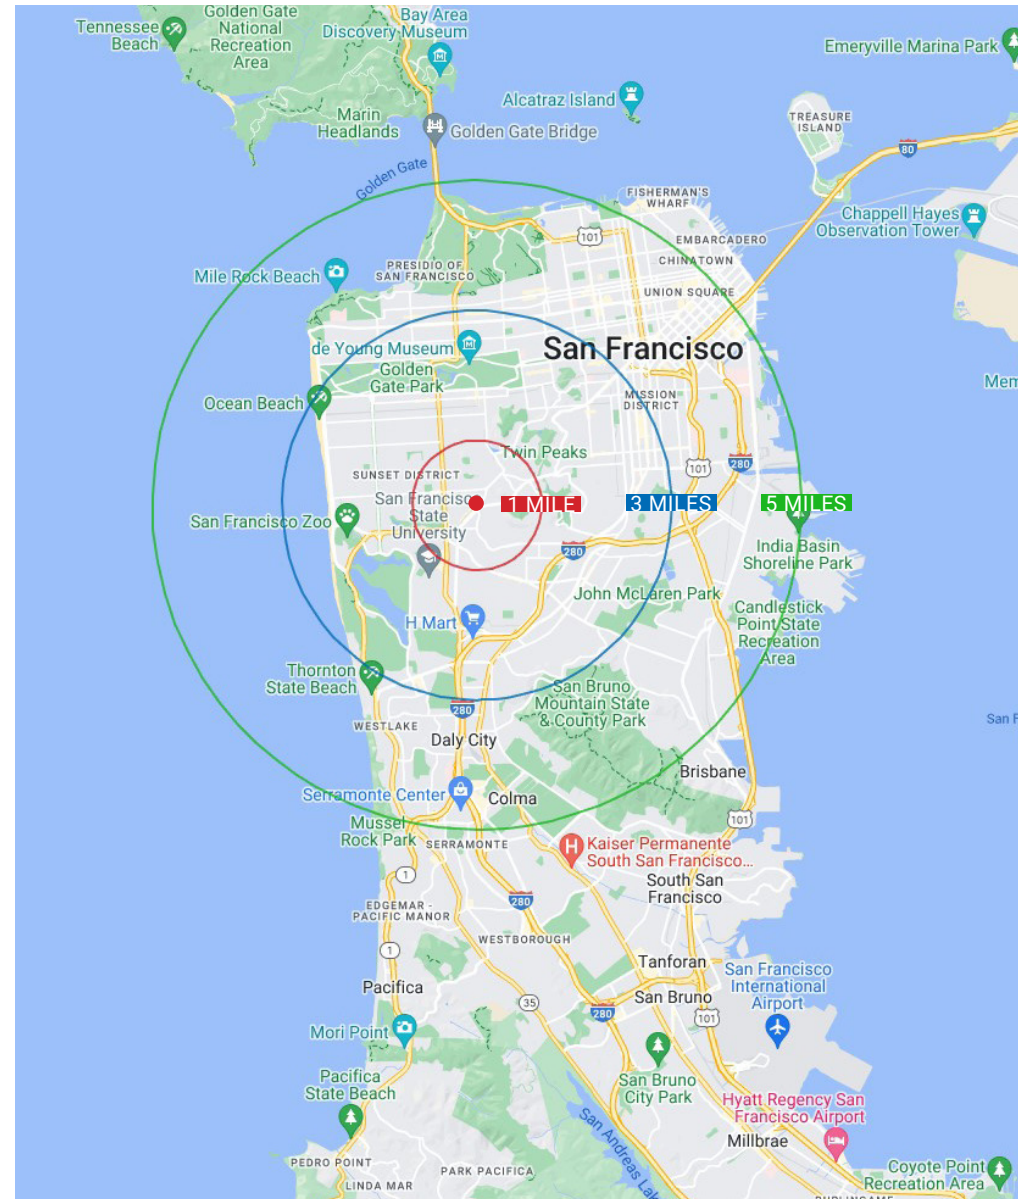 Golden Gate
National
Recreation
Area
Bay Area
Discovery Museum
Tennessee
Beach
Emeryville Marina Park
Alcatraz Island
Marin
Headlands
Golden Gate Bridge
TREASURE
ISLAND
80
Golden Gate
FISHERMAN'S
WHARF
Chappell Hayes
Observation Tower
101
EMBARCADERO
CHINATOWN
PRESIDIO OF
SAN FRANCISCO
Mile Rock Beach
UNION SQUARE
de Young Museum
San Francisco
Golden
Gate Park
Mem
MISSION
DISTRICT
Ocean Beach
Twin Peaks
280
101
SUNSET DISTRICT
San Francisco
State
University
1 MILE
3 MILES
5 MILES
San Francisco Zoo
280
India Basin
Shoreline Park
John McLaren Park
Candlestick
Point State
Recreation
Area
H Mart
Thornton
State Beach
San Bruno
Mountain State
& County Park
280
San F
WESTLAKE
Daly City
Brisbane
Serramonte Center
Colma
101
Mussel
Rock Park
SERRAMONTE
Kaiser Permanente
South San Francisco...
1
South San
Francisco
280
EDGEMAR -
PACIFIC MANOR
WESTBOROUGH
1
Tanforan
San Francisco
International
Airport
Pacifica
San Bruno
35
280
101
Mori Point
Pacifica
State Beach
San Bruno
City Park
Hyatt Regency San
Francisco Airport
San Andreas Lake
Millbrae
PEDRO POINT
PARK PACIFICA
Coyote Point
Recreation Area
LINDA MAR